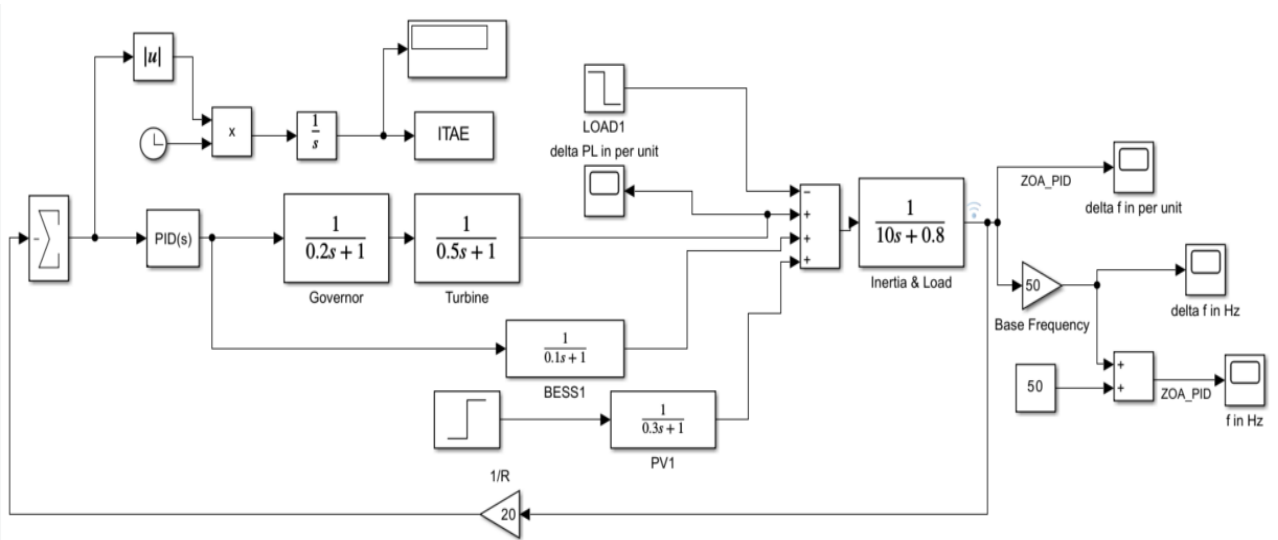 |u|
x
1
s
ITAE
LOAD1
delta PL in per unit
-
PID(s)
1
0.2s + 1
Governor
1
0.5s + 1
Turbine
-
+
+
+
1
10s + 0.8
Inertia & Load
ZOA_PID
delta f in per unit
50
Base Frequency
delta f in Hz
50
+
+
ZOA_PID
f in Hz
1
0.1s + 1
BESS1
1
0.3s + 1
PV1
1/R
20